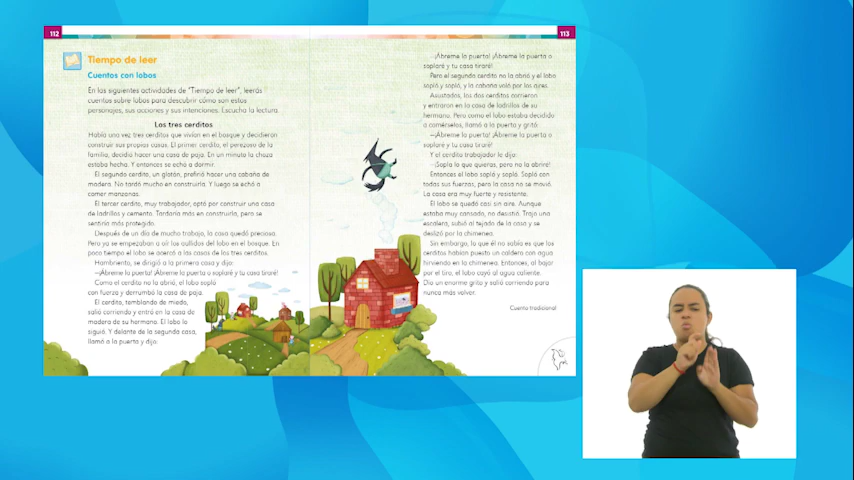 112
Tiempo de leer
Cuentos con lobos
En las siguientes actividades de "Tiempo de leer", leerás
cuentos sobre lobos para descubrir cómo son estos
personajes, sus acciones y sus intenciones. Escucha la lectura.
Los tres cerditos
Había una vez tres cerditos que vivían en el bosque y decidieron
construir sus propias casas. El primer cerdito, el perezoso de la
familia, decidió hacer una casa de paja. En un minuto la choza
estaba hecha. Y entonces se echó a dormir.
El segundo cerdito, un glotón, prefirió hacer una cabaña de
madera. No tardó mucho en construirla. Y luego se echó a
comer manzanas.
El tercer cerdito, muy trabajador, optó por construir una casa
de ladrillos y cemento. Tardaría más en construirla, pero se
sentiría más protegido.
Después de un día de mucho trabajo, la casa quedó preciosa.
Pero ya se empezaban a oír los aullidos del lobo en el bosque. En
poco tiempo el lobo se acercó a las casas de los tres cerditos.
Hambriento, se dirigió a la primera casa y dijo:
—¡Ábreme la puerta! ¡Ábreme la puerta o soplaré y tu casa tiraré!
Como el cerdito no la abrió, el lobo sopló
con fuerza y derrumbó la casa de paja.
El cerdito, temblando de miedo,
salió corriendo y entró en la casa de
madera de su hermano. El lobo le
siguió. Y delante de la segunda casa,
llamó a la puerta y dijo:
113
¡Ábreme la puerta! ¡Ábreme la puerta o
soplaré y tu casa tiraré!
Pero el segundo cerdito no la abrió y el lobo
sopló y sopló, y la cabaña voló por los aires.
Asustados, los dos cerditos corrieron
y entraron en la casa de ladrillos de su
hermano. Pero como el lobo estaba decidido
a comérselos, llamó a la puerta y gritó:
—¡Ábreme la puerta! ¡Ábreme la puerta o
soplaré y tu casa tiraré!
Y el cerdito trabajador le dijo:
—¡Sopla lo que quieras, pero no la abriré!
Entonces el lobo sopló y sopló. Sopló con
todas sus fuerzas, pero la casa no se movió.
La casa era muy fuerte y resistente.
El lobo se quedó casi sin aire. Aunque
estaba muy cansado, no desistió. Trajo una
escalera, subió al tejado de la casa y se
deslizó por la chimenea.
Sin embargo, lo que él no sabía es que los
cerditos habían puesto un caldero con agua
hirviendo en la chimenea. Entonces, al bajar
por el tiro, el lobo cayó al agua caliente.
Dio un enorme grito y salió corriendo para
nunca más volver.
Cuento tradicional